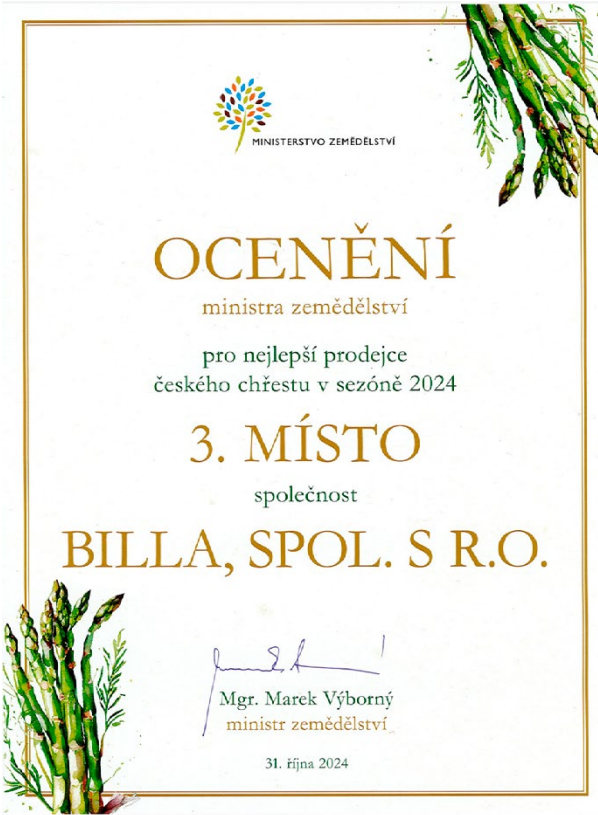 MINISTERSTVO ZEMĚDĚLSTVÍ
OCENĚNÍ
ministra zemědělství
pro nejlepší prodejce
českého chřestu v sezóně 2024
3. MÍSTO
společnost
BILLA, SPOL. S R.O.
Mgr. Marek Výborný
ministr zemědělství
31. října 2024